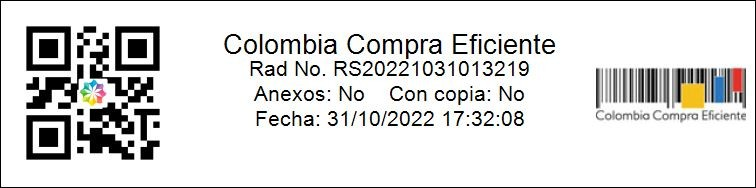 Colombia Compra Eficiente
Rad No. RS20221031013219
Anexos: No Con copia: No
Fecha: 31/10/2022 17:32:08
Colombia Compra Eficiente